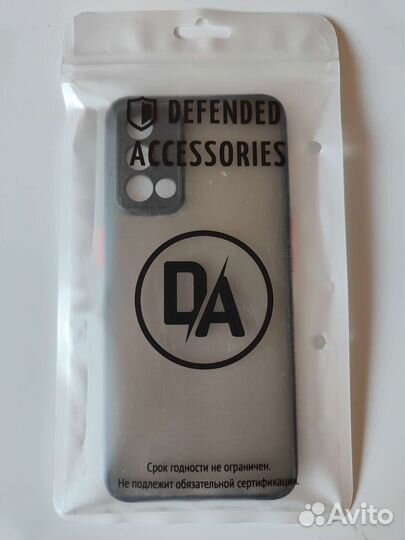 DEFENDED
ACCESSORIES
DA
Срок годности не ограничен.
Не подлежит обязательной сертификации.
Avito